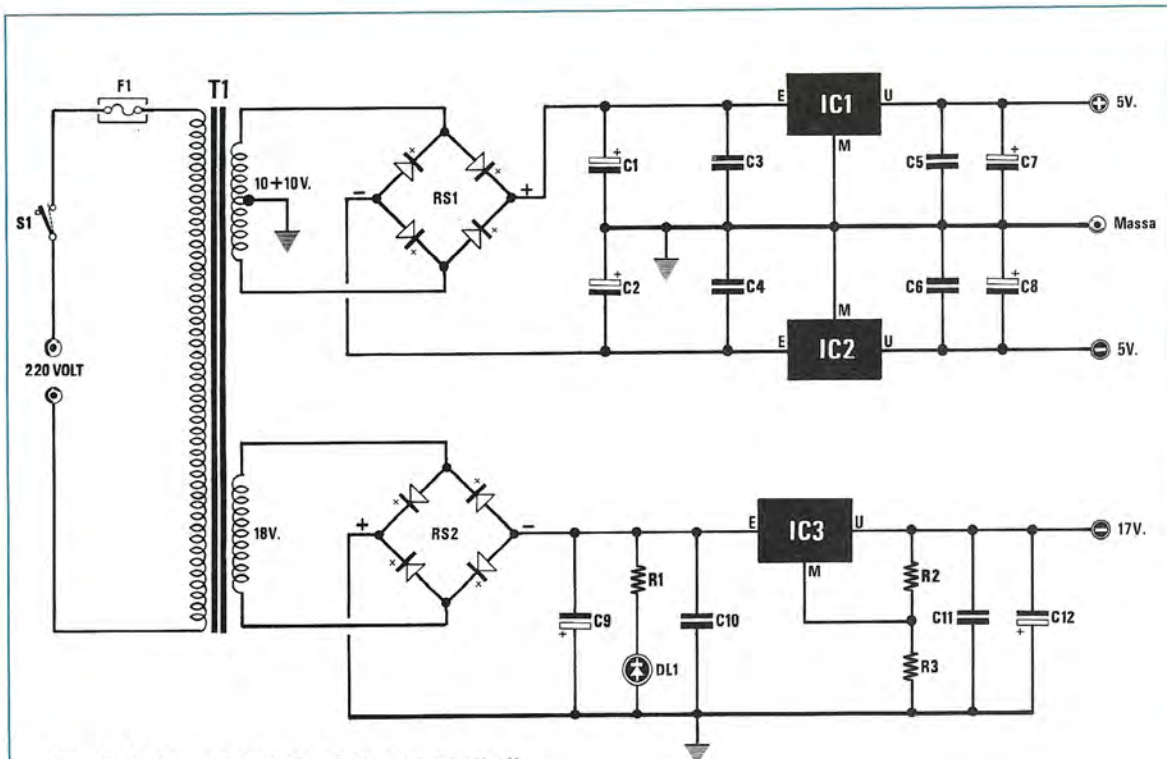 F1
T1
S1
220 VOLT
10+10V.
RS1
-
+
C1
C2
C3
C4
E
IC1
U
M
M
E
IC2
U
C5
C6
C7
C8
+
+
+
+
+ 5V.
Massa
- 5V.
18V.
RS2
+
-
C9
+
R1
DL1
C10
E
IC3
U
M
R2
R3
C11
C12
+
- 17V.